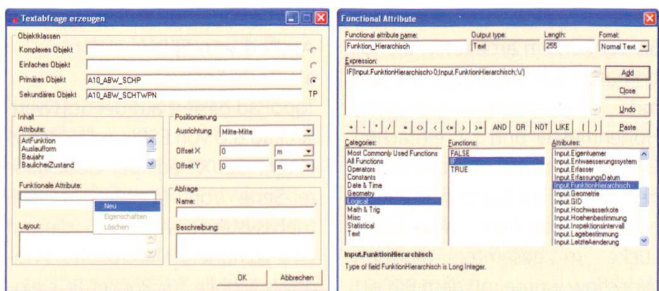 Textabfrage erzeugen
Objektklassen
Komplexes Objekt
Einfaches Objekt
Primäres Objekt A10_ABW_SCHP
Sekundäres Objekt A10_ABW_SCHTWPN TP
Inhalt
Attribute:
ArtFunktion
Auslaufform
Baujahr
BaulicherZustand
Funktionale Attribute:
Neu
Eigenschaften
Löschen
Layout:
Positionierung
Ausrichtung Mitte-Mitte
Offset X 0 m
Offset Y 0 m
Abfrage
Name:
Beschreibung:
OK Abbrechen
Functional Attribute
Functional attribute name: Output type: Length: Format:
Funktion_Hierarchisch Text 255 Normal Text
Expression:
IF(Input.FunktionHierarchisch>0;Input.FunktionHierarchisch;'u')
Add
Close
Undo
+ - * / = <> < <= > >= AND OR NOT LIKE ( ) Paste
Categories: Functions: Attributes:
Most Commonly Used Functions
All Functions
Operators
Constants
Date & Time
Geometry
Logical
Math & Trig
Misc
Statistical
Text
FALSE
IF
TRUE
Input.Eigentuemer
Input.Entwaesserungssystem
Input.Erfasser
Input.ErfassungsDatum
Input.FunktionHierarchisch
Input.Geometrie
Input.GID
Input.Hochwasserkote
Input.Hoehenbestimmung
Input.Inspektionsintervall
Input.Lagebestimmung
Input.LetzteAenderung
Input.FunktionHierarchisch
Type of field FunktionHierarchisch is Long Integer.